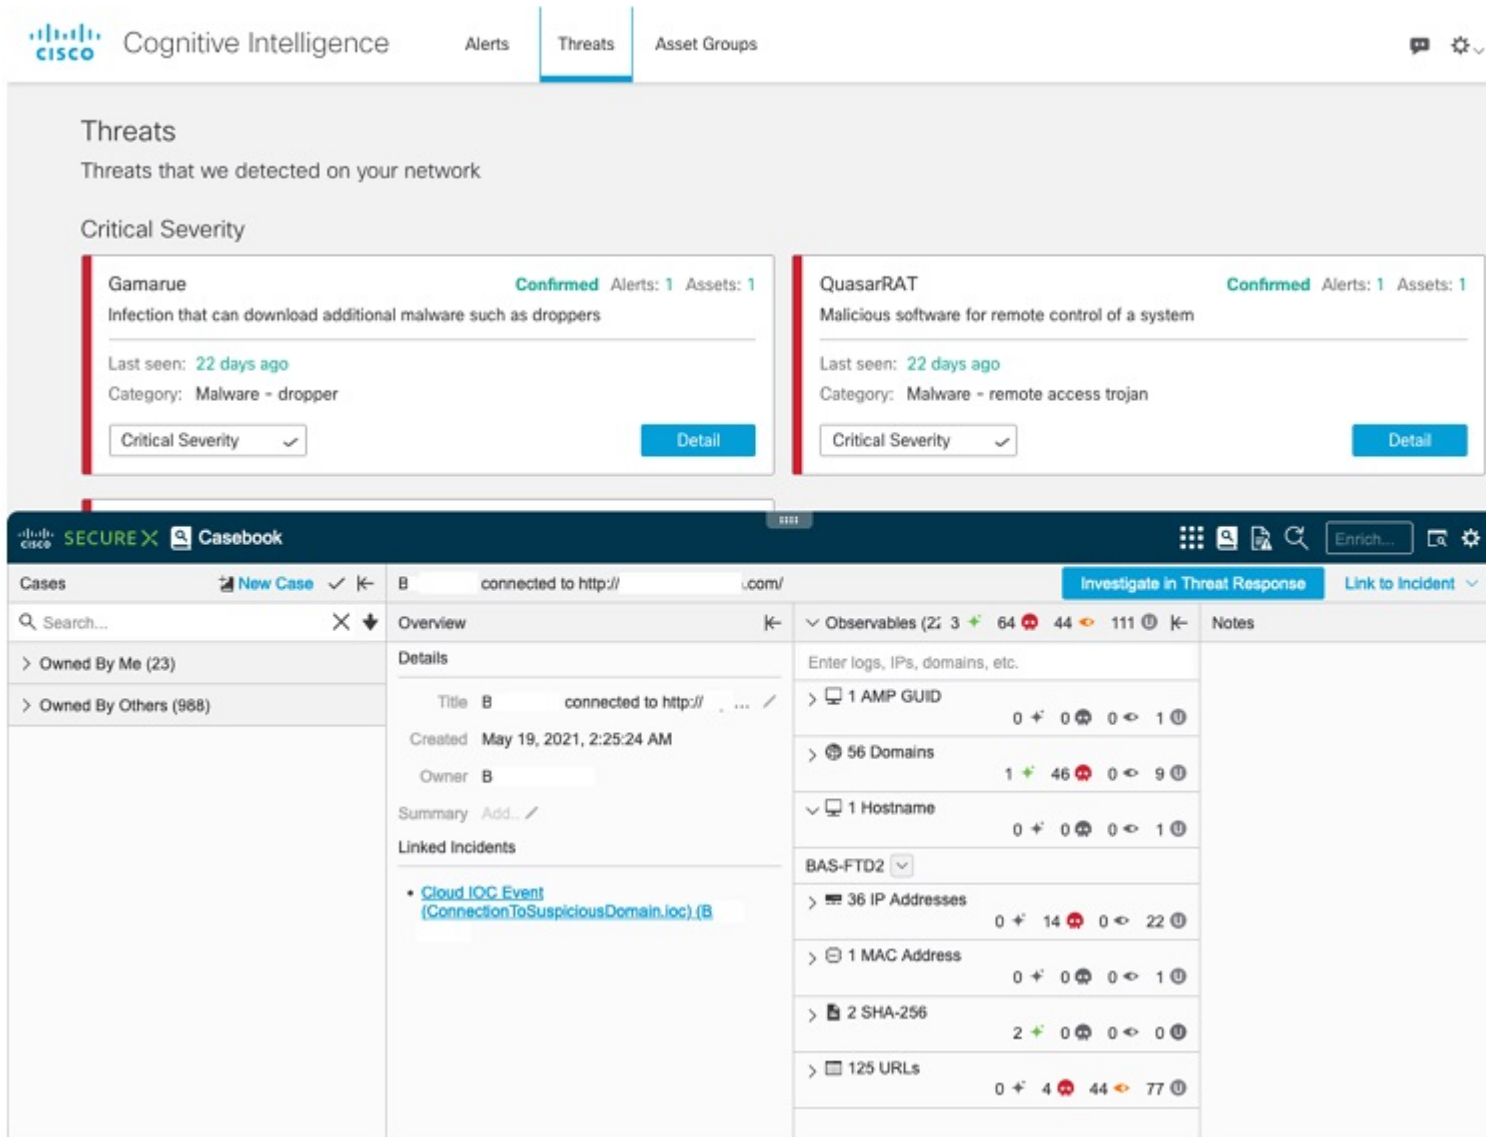 cisco Cognitive Intelligence Alerts Threats Asset Groups
Threats
Threats that we detected on your network
Critical Severity
Gamarue Confirmed Alerts: 1 Assets: 1
Infection that can download additional malware such as droppers
Last seen: 22 days ago
Category: Malware - dropper
Critical Severity Detail
QuasarRAT Confirmed Alerts: 1 Assets: 1
Malicious software for remote control of a system
Last seen: 22 days ago
Category: Malware - remote access trojan
Critical Severity Detail
cisco SECUREX Casebook Enrich...
Cases New Case
B connected to http:// .com/ Investigate in Threat Response Link to Incident
Search...
Owned By Me (23)
Owned By Others (988)
Overview
Details
Title B connected to http:// ...
Created May 19, 2021, 2:25:24 AM
Owner B
Summary Add...
Linked Incidents
• Cloud IOC Event
(ConnectionToSuspiciousDomain.ioc) (B
Observables 3 64 44 111
Enter logs, IPs, domains, etc.
1 AMP GUID
0 0 0 1
56 Domains
1 46 0 9
1 Hostname
0 0 0 1
BAS-FTD2
36 IP Addresses
0 14 0 22
1 MAC Address
0 0 0 1
2 SHA-256
2 0 0 0
125 URLs
0 4 44 77
Notes